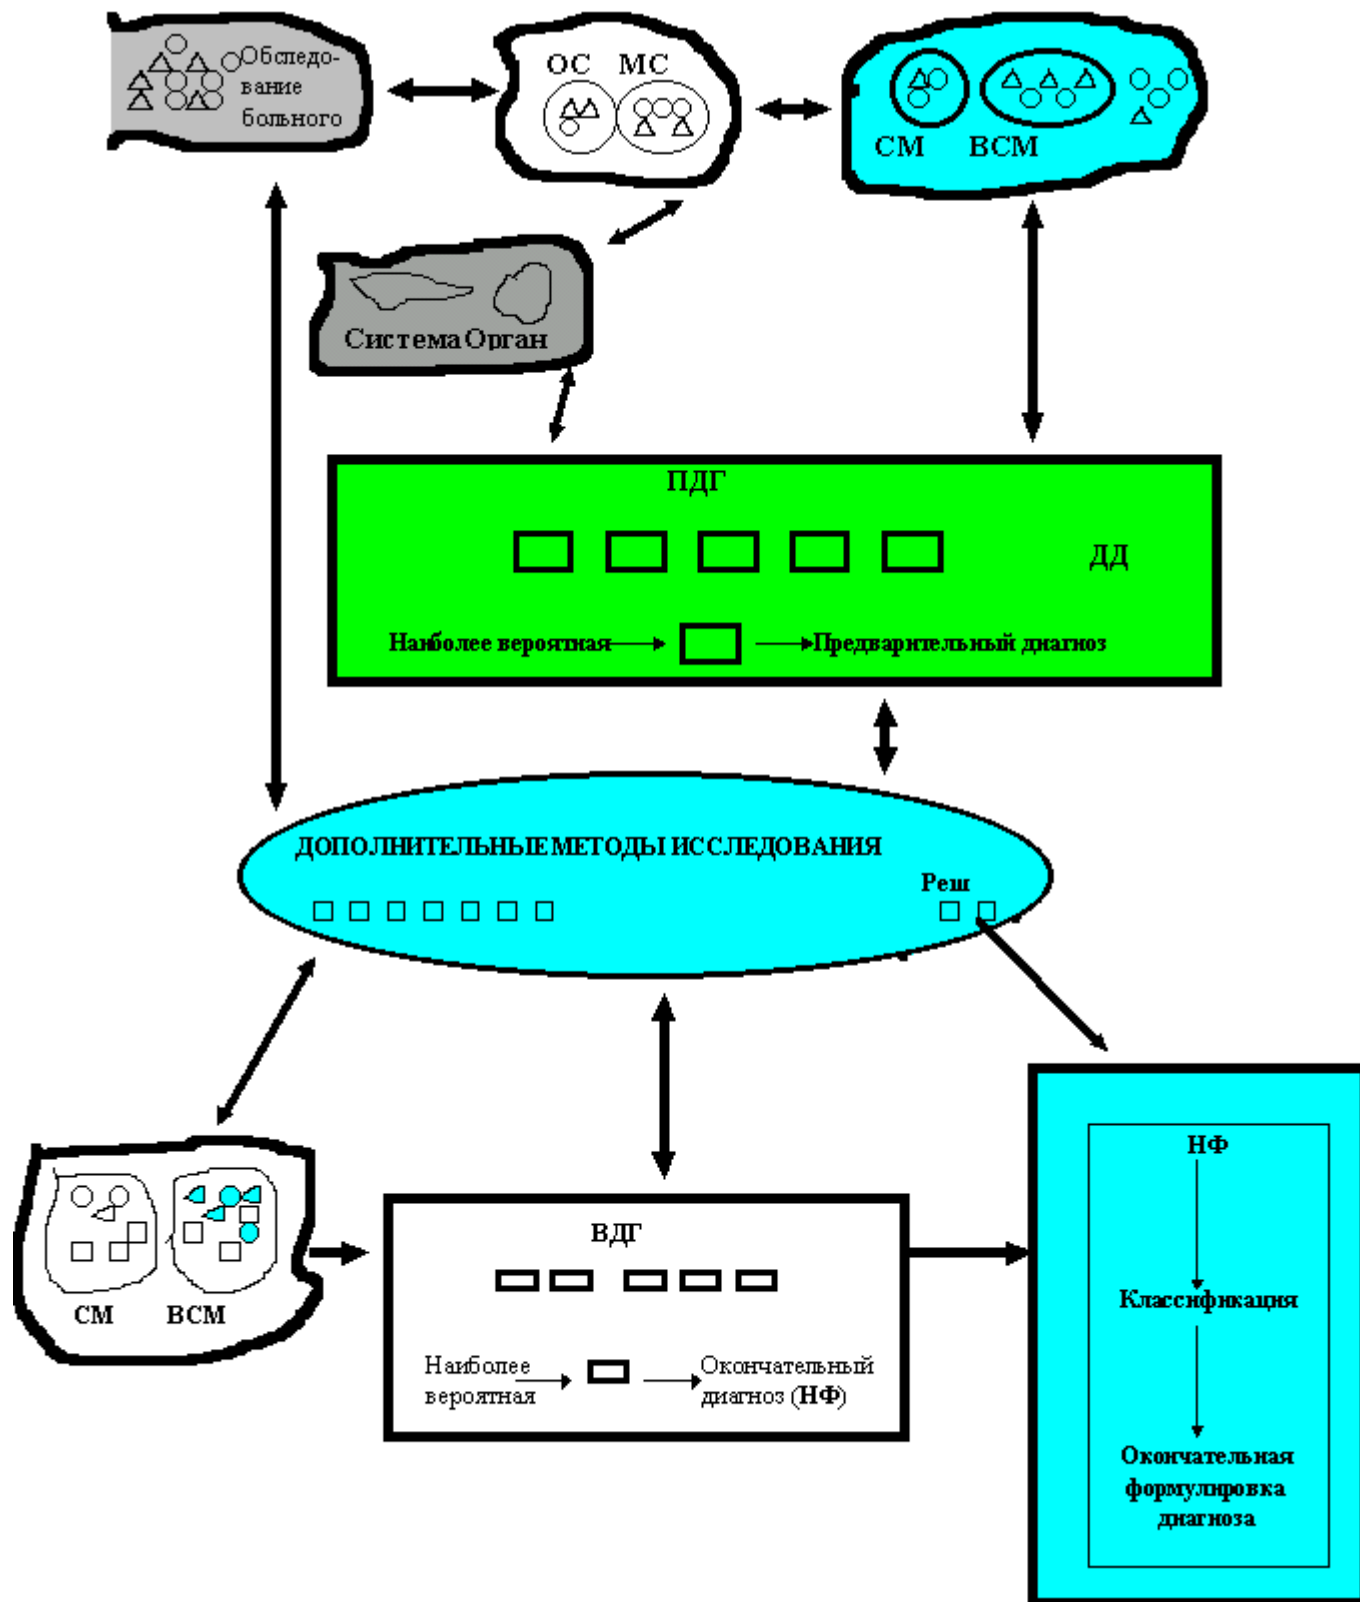 Обследо-
вание
больного
ОС МС
СМ ВСМ
Система Орган
ПДГ
ДД
Наиболее вероятная
Предварительный диагноз
ДОПОЛНИТЕЛЬНЫЕ МЕТОДЫ ИССЛЕДОВАНИЯ
Реш
СМ ВСМ
ВДГ
Наиболее
вероятная
Окончательный
диагноз (НФ)
НФ
Классификация
Окончательная
формулировка
диагноза